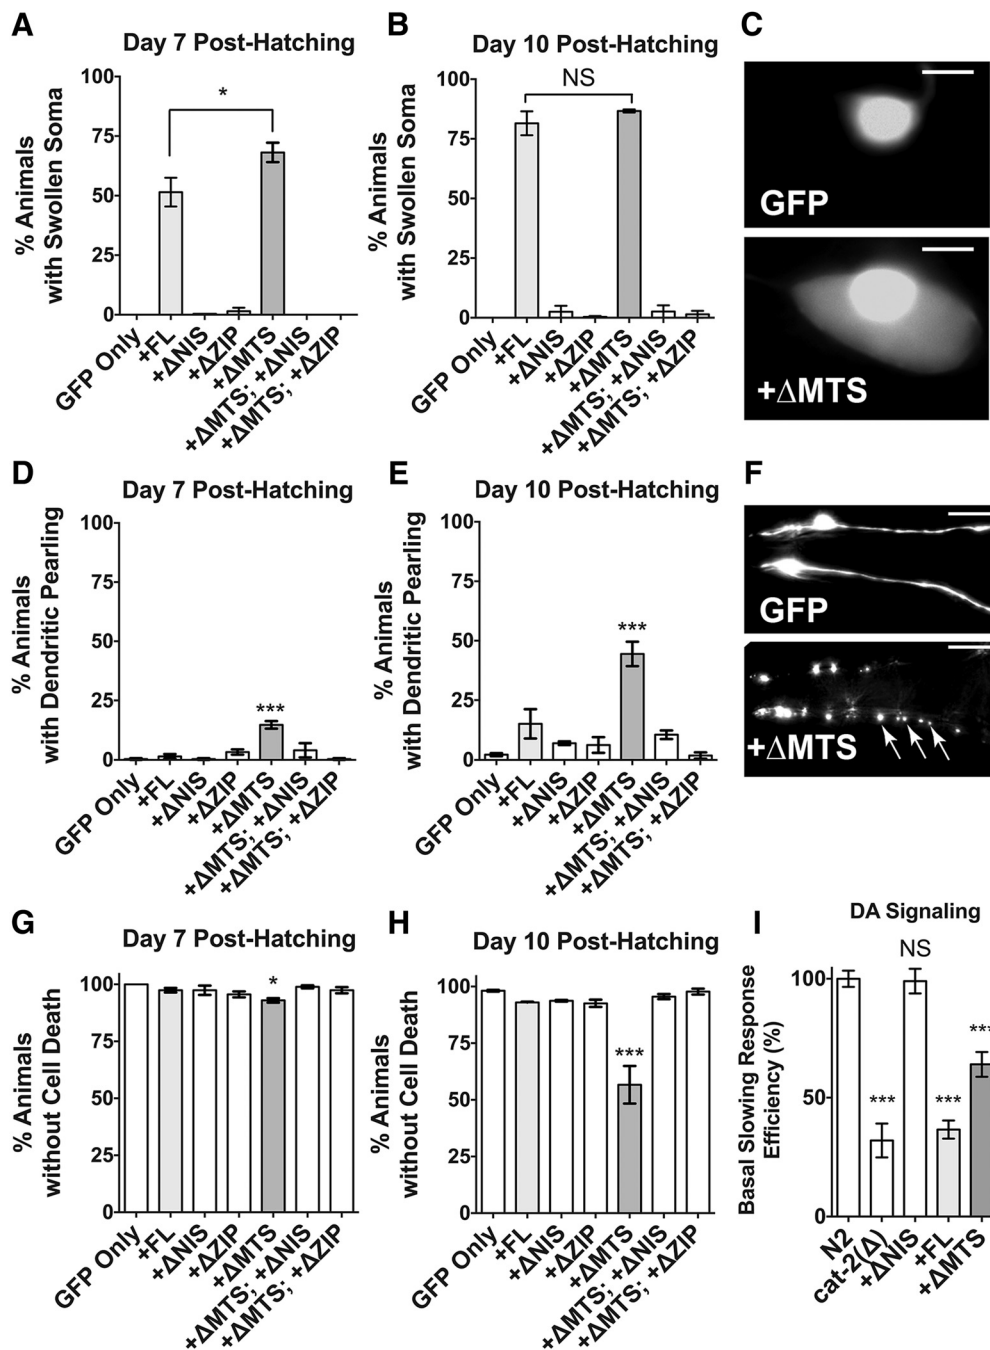 A
Day 7 Post-Hatching
% Animals
with Swollen Soma
100
75
50
25
0
*
GFP Only
+FL
+ΔNIS
+ΔZIP
+ΔMTS
+ΔMTS; +ΔNIS
+ΔMTS; +ΔZIP
B
Day 10 Post-Hatching
% Animals
with Swollen Soma
100
75
50
25
0
NS
GFP Only
+FL
+ΔNIS
+ΔZIP
+ΔMTS
+ΔMTS; +ΔNIS
+ΔMTS; +ΔZIP
C
GFP
+ΔMTS
D
Day 7 Post-Hatching
% Animals
with Dendritic Pearling
100
75
50
25
0
***
GFP Only
+FL
+ΔNIS
+ΔZIP
+ΔMTS
+ΔMTS; +ΔNIS
+ΔMTS; +ΔZIP
E
Day 10 Post-Hatching
% Animals
with Dendritic Pearling
100
75
50
25
0
***
GFP Only
+FL
+ΔNIS
+ΔZIP
+ΔMTS
+ΔMTS; +ΔNIS
+ΔMTS; +ΔZIP
F
GFP
+ΔMTS
G
Day 7 Post-Hatching
% Animals
without Cell Death
100
75
50
25
0
*
GFP Only
+FL
+ΔNIS
+ΔZIP
+ΔMTS
+ΔMTS; +ΔNIS
+ΔMTS; +ΔZIP
H
Day 10 Post-Hatching
% Animals
without Cell Death
100
75
50
25
0
***
GFP Only
+FL
+ΔNIS
+ΔZIP
+ΔMTS
+ΔMTS; +ΔNIS
+ΔMTS; +ΔZIP
I
DA Signaling
Basal Slowing Response
Efficiency (%)
100
50
0
NS
***
***
***
N2
cat-2(Δ)
+ΔNIS
+FL
+ΔMTS